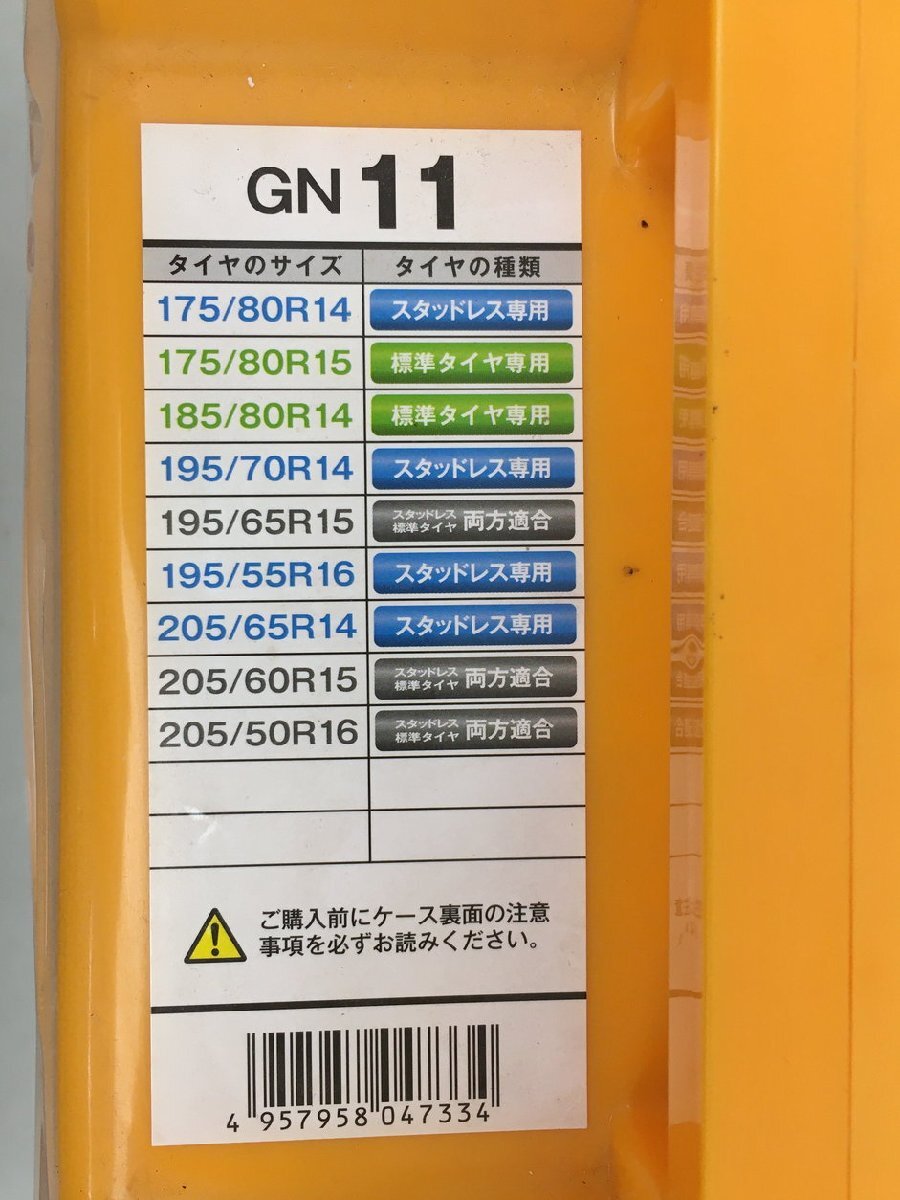 GN 11
タイヤのサイズ タイヤの種類
175/80R14 スタッドレス専用
175/80R15 標準タイヤ専用
185/80R14 標準タイヤ専用
195/70R14 スタッドレス専用
195/65R15 スタッドレス 標準タイヤ 両方適合
195/55R16 スタッドレス専用
205/65R14 スタッドレス専用
205/60R15 スタッドレス 標準タイヤ 両方適合
205/50R16 スタッドレス 標準タイヤ 両方適合
ご購入前にケース裏面の注意
事項を必ずお読みください。
4 957958 047334